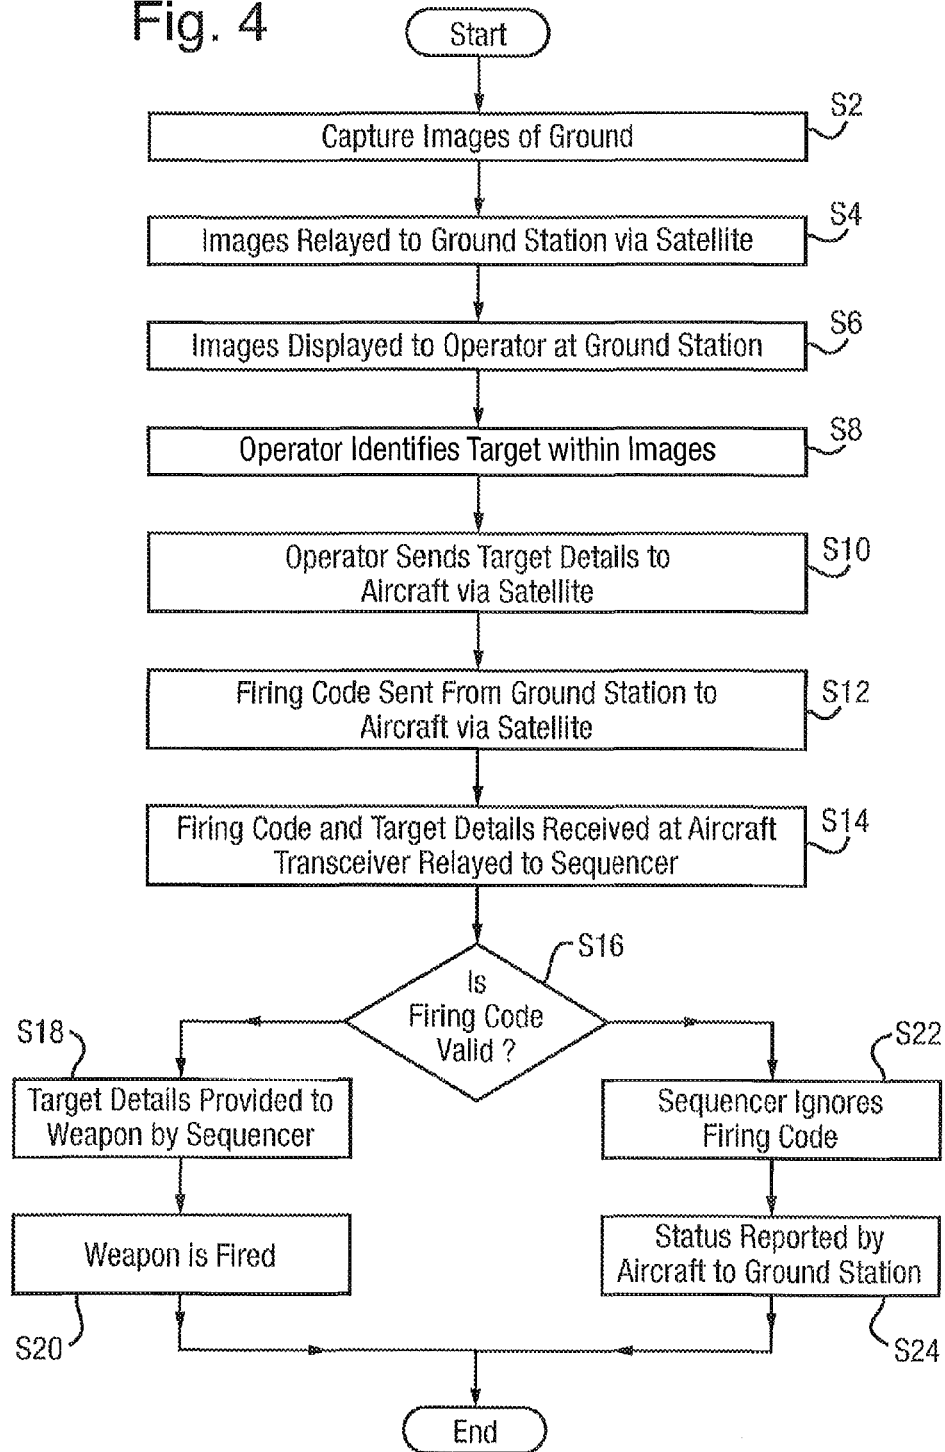 Fig. 4
Start
S2
Capture Images of Ground
S4
Images Relayed to Ground Station via Satellite
S6
Images Displayed to Operator at Ground Station
S8
Operator Identifies Target within Images
S10
Operator Sends Target Details to
Aircraft via Satellite
S12
Firing Code Sent From Ground Station to
Aircraft via Satellite
S14
Firing Code and Target Details Received at Aircraft
Transceiver Relayed to Sequencer
S16
Is
Firing Code
Valid ?
S18
Target Details Provided to
Weapon by Sequencer
S22
Sequencer Ignores
Firing Code
Weapon is Fired
S20
Status Reported by
Aircraft to Ground Station
S24
End